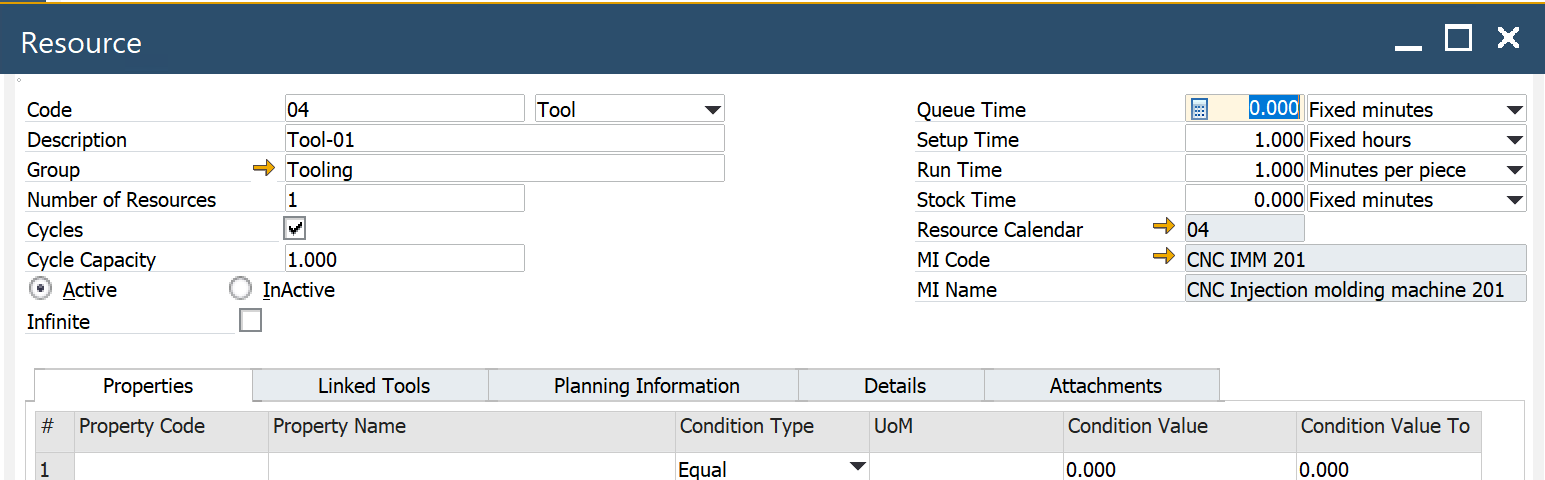 Resource
Code 04 Tool
Description Tool-01
Group Tooling
Number of Resources 1
Cycles
Cycle Capacity 1.000
Active InActive
Infinite
Queue Time 0.000 Fixed minutes
Setup Time 1.000 Fixed hours
Run Time 1.000 Minutes per piece
Stock Time 0.000 Fixed minutes
Resource Calendar 04
MI Code CNC IMM 201
MI Name CNC Injection molding machine 201
Properties Linked Tools Planning Information Details Attachments
# Property Code Property Name Condition Type UoM Condition Value Condition Value To
1 Equal 0.000 0.000